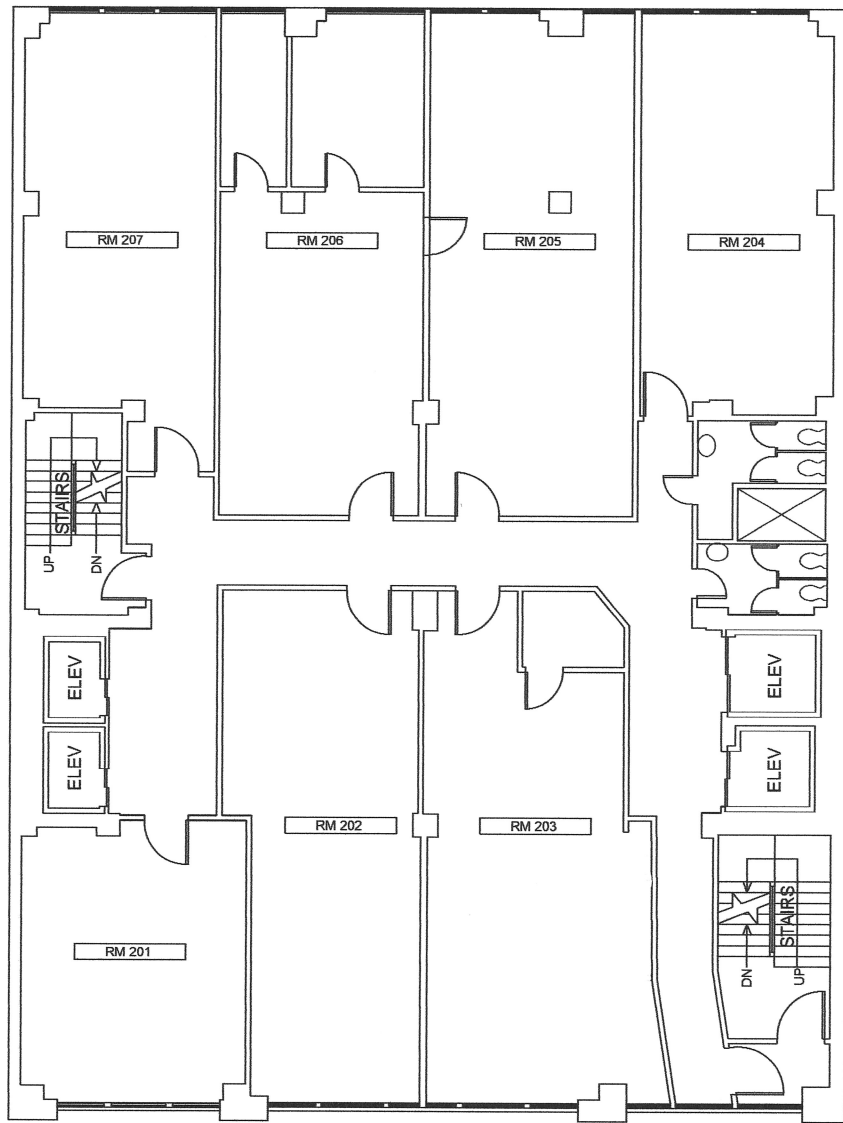 RM 207
RM 206
RM 205
RM 204
STAIRS
UP
DN
ELEV
ELEV
ELEV
ELEV
RM 202
RM 203
RM 201
STAIRS
DN
UP